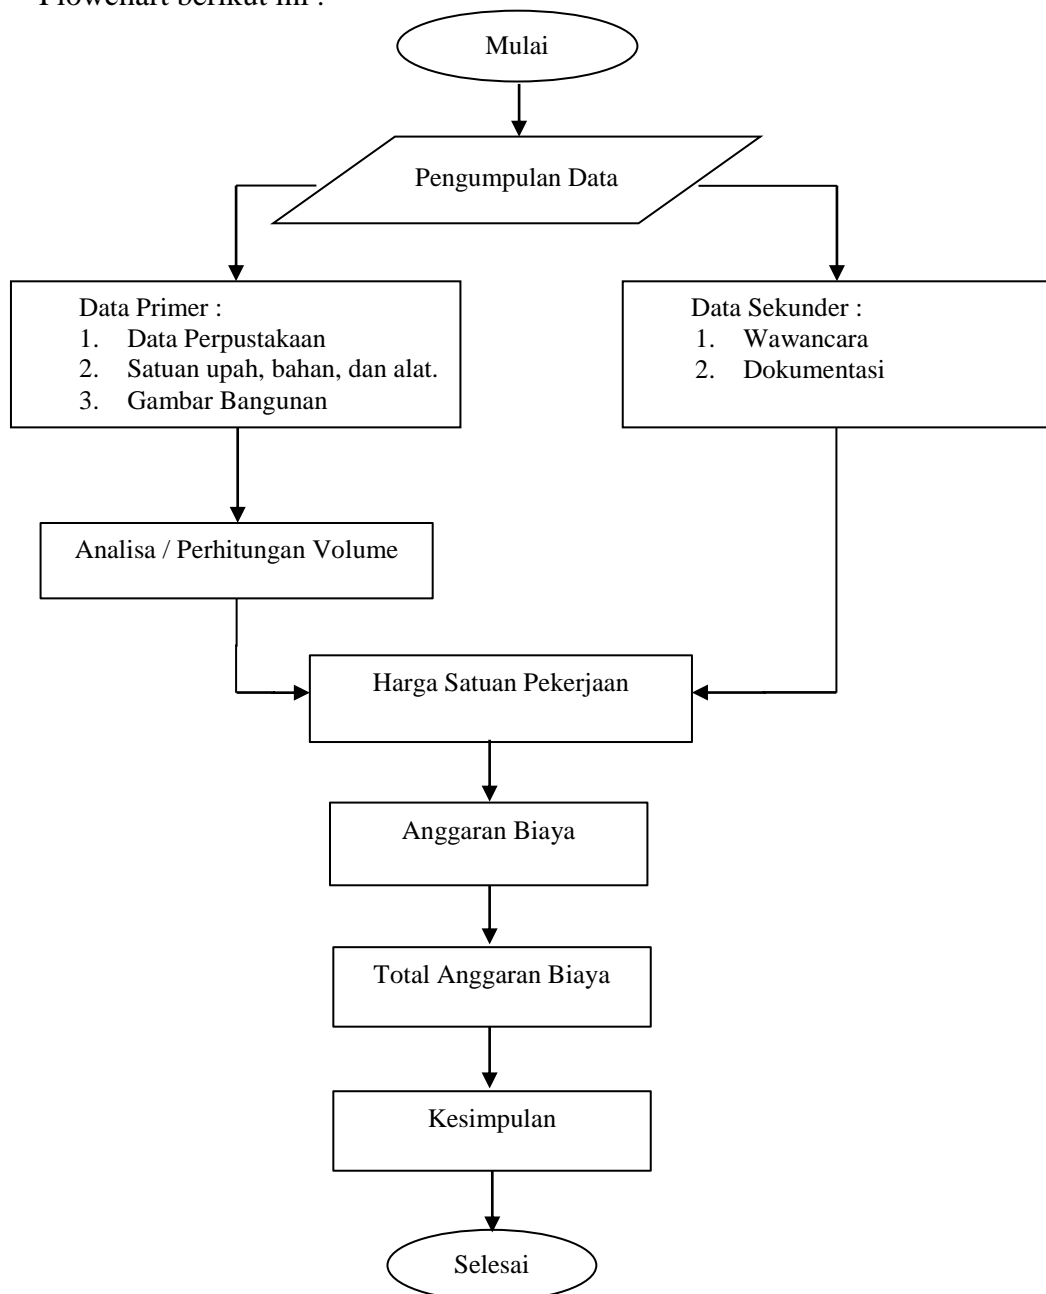 Flowchart berikut ini :
Mulai
Pengumpulan Data
Data Primer :
1. Data Perpustakaan
2. Satuan upah, bahan, dan alat.
3. Gambar Bangunan
Data Sekunder :
1. Wawancara
2. Dokumentasi
Analisa / Perhitungan Volume
Harga Satuan Pekerjaan
Anggaran Biaya
Total Anggaran Biaya
Kesimpulan
Selesai